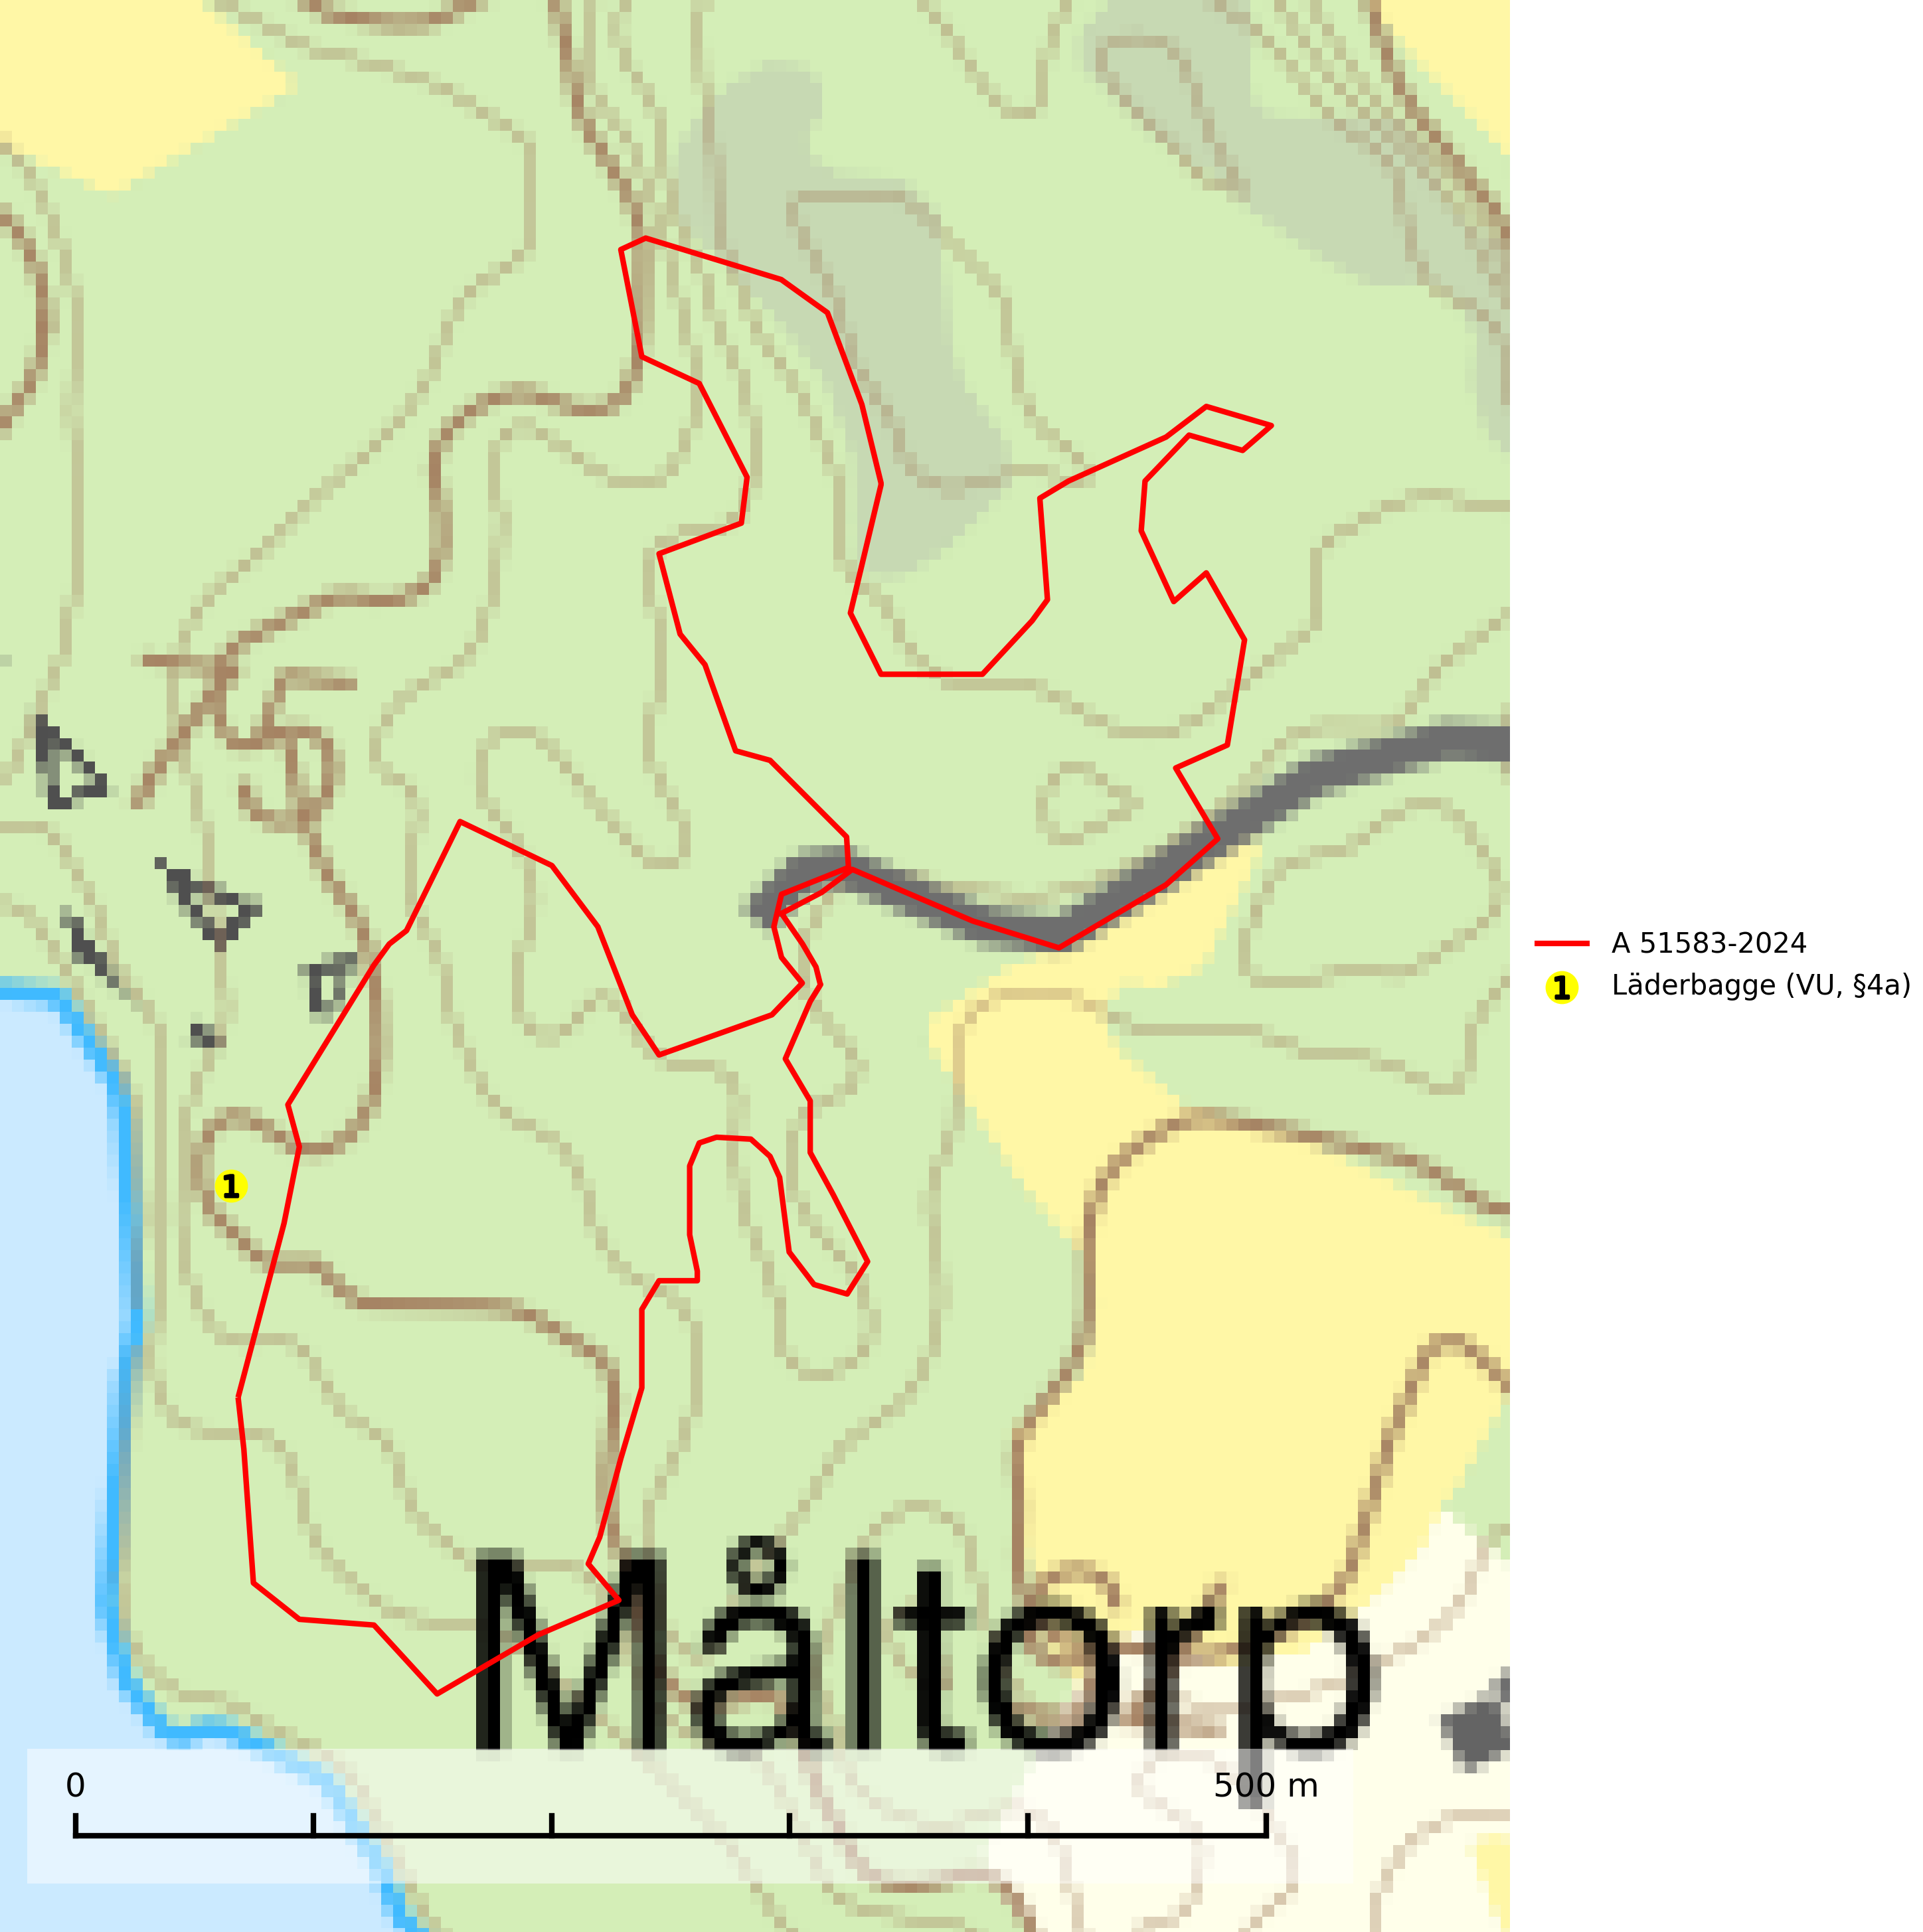 A 51583-2024
1 Läderbagge (VU, §4a)
1
Måltorp
0 500 m